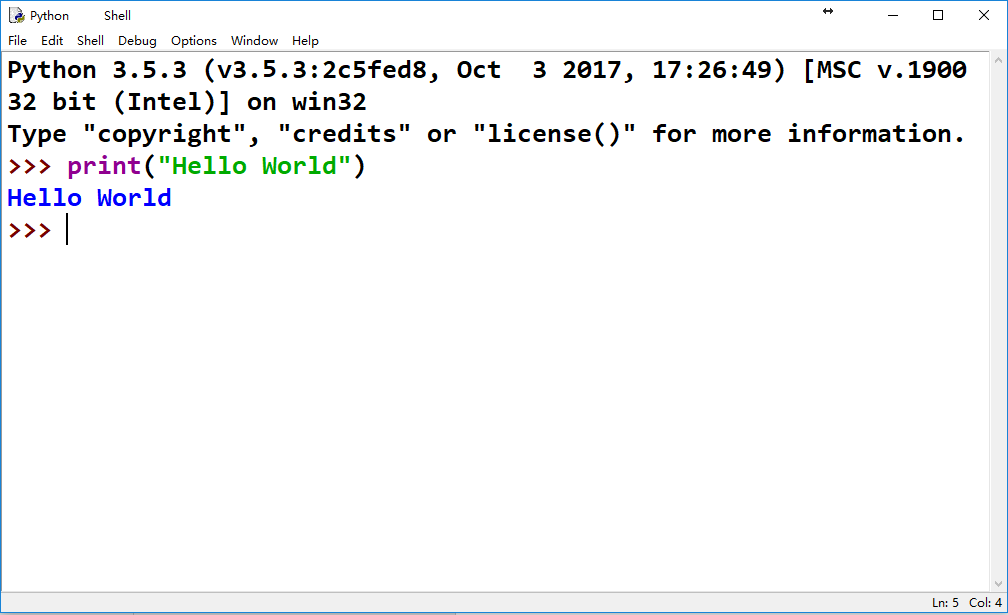 Python Shell
File Edit Shell Debug Options Window Help
Python 3.5.3 (v3.5.3:2c5fed8, Oct  3 2017, 17:26:49) [MSC v.1900
32 bit (Intel)] on win32
Type "copyright", "credits" or "license()" for more information.
>>> print("Hello World")
Hello World
>>>
Ln: 5 Col: 4